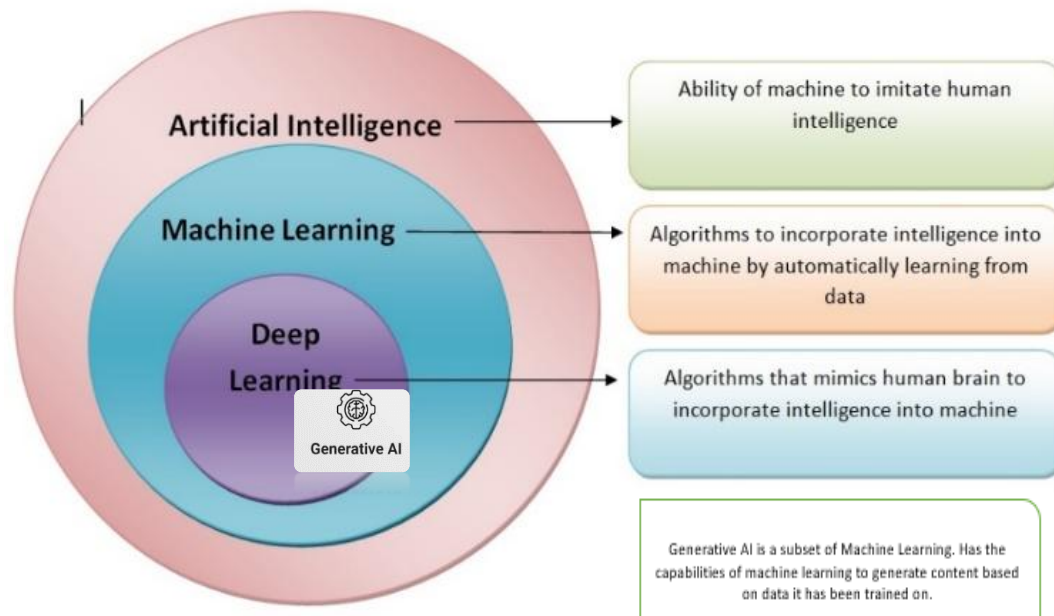 Artificial Intelligence
Ability of machine to imitate human
intelligence
Machine Learning
Algorithms to incorporate intelligence into
machine by automatically learning from
data
Deep
Learning
Algorithms that mimics human brain to
incorporate intelligence into machine
Generative AI
Generative AI is a subset of Machine Learning. Has the
capabilities of machine learning to generate content based
on data it has been trained on.